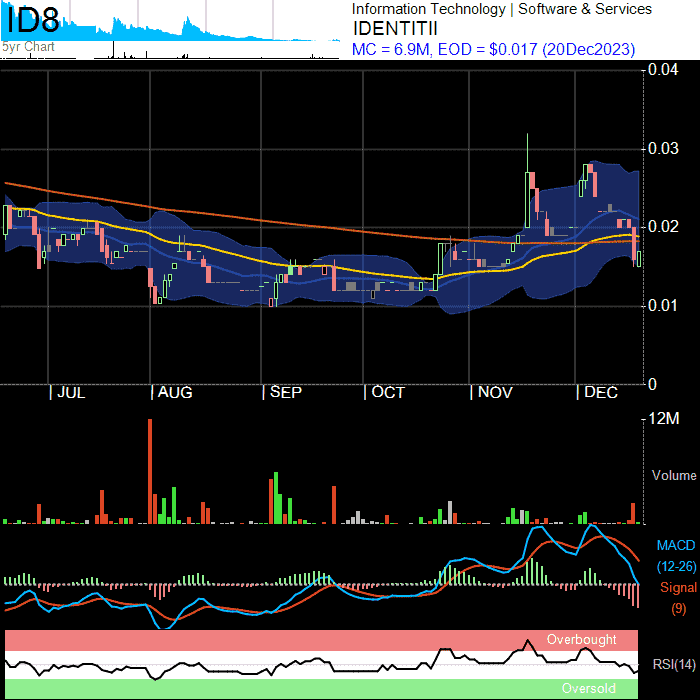 ID8
5yr Chart
Information Technology | Software & Services
IDENTITII
MC = 6.9M, EOD = $0.017 (20Dec2023)
0.04
0.03
0.02
0.01
0
| JUL
| AUG
| SEP
| OCT
| NOV
| DEC
12M
Volume
MACD
(12-26)
Signal
(9)
Overbought
RSI(14)
Oversold